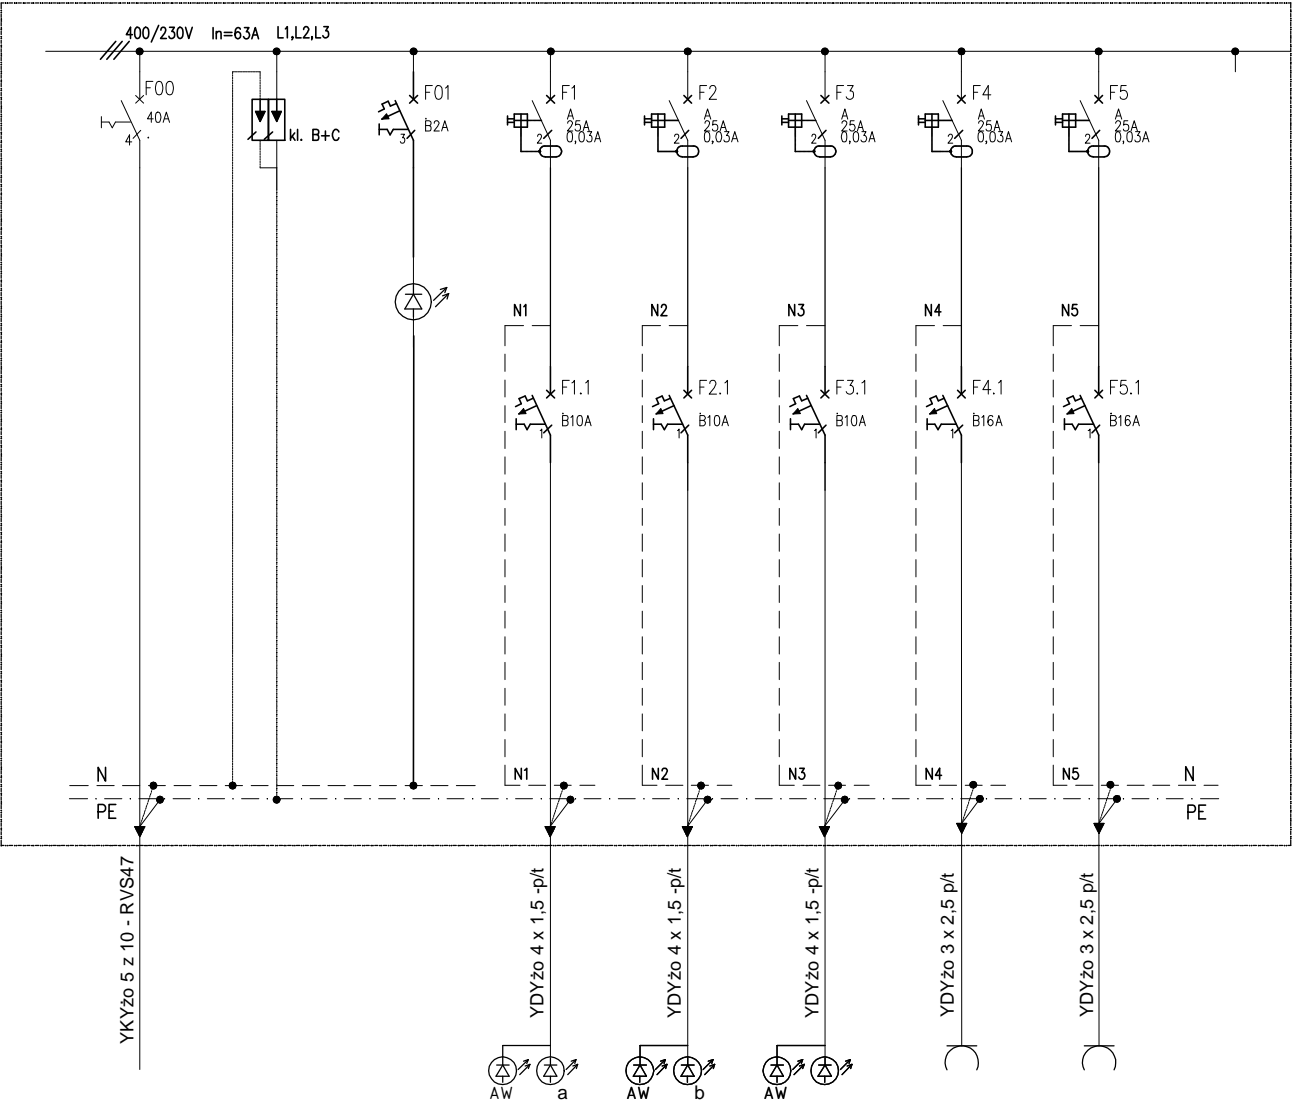 400/230V In=63A L1,L2,L3
F00
40A
4
kl. B+C
F01
B2A
3
F1
A
25A
0,03A
2
F2
A
25A
0,03A
2
F3
A
25A
0,03A
2
F4
A
25A
0,03A
2
F5
A
25A
0,03A
2
N1
N2
N3
N4
N5
F1.1
B10A
1
F2.1
B10A
1
F3.1
B10A
1
F4.1
B16A
1
F5.1
B16A
1
N
N1
N2
N3
N4
N5
N
PE
PE
YKYżo 5 z 10 - RVS47
YDYżo 4 x 1,5 -p/t
YDYżo 4 x 1,5 -p/t
YDYżo 4 x 1,5 -p/t
YDYżo 3 x 2,5 p/t
YDYżo 3 x 2,5 p/t
AW a
AW b
AW